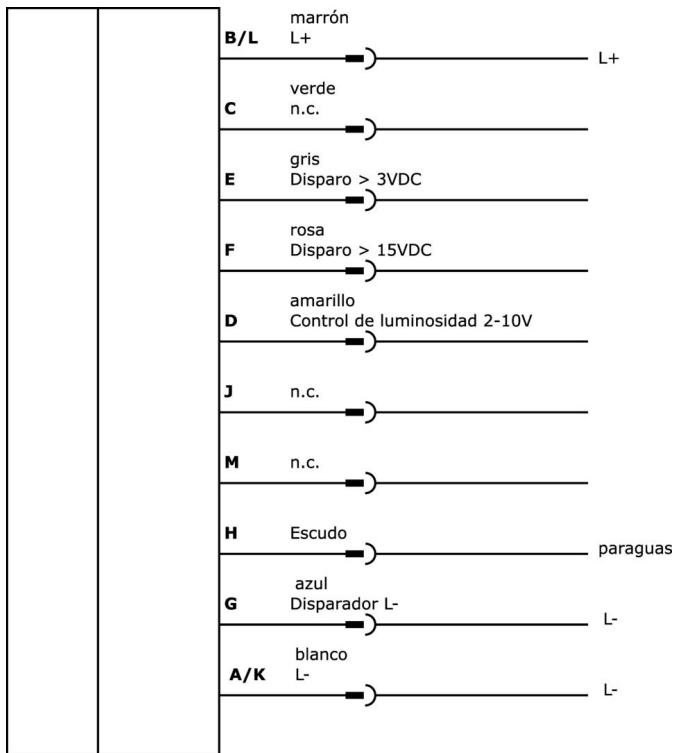 marrón
B/L L+
L+
verde
C n.c.
gris
E Disparo > 3VDC
rosa
F Disparo > 15VDC
amarillo
D Control de luminosidad 2-10V
J n.c.
M n.c.
H Escudo
paraguas
azul
G Disparador L-
L-
blanco
A/K L-
L-